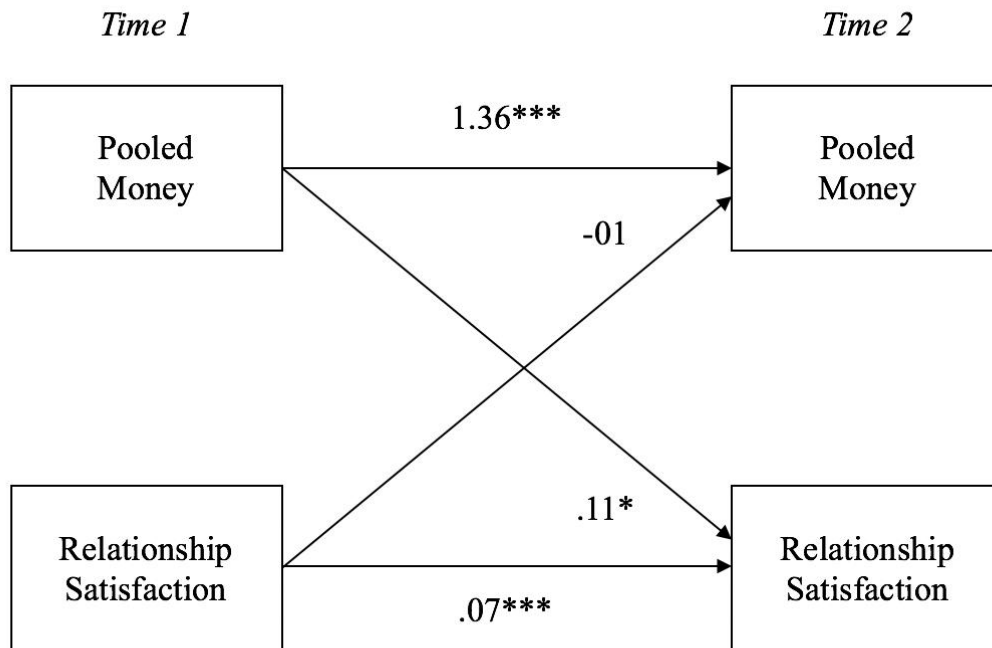 Time 1
Time 2
Pooled
Money
1.36***
Pooled
Money
-01
Relationship
Satisfaction
.11*
.07***
Relationship
Satisfaction